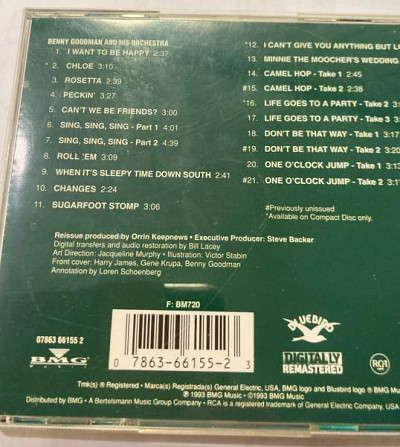 BENNY GOODMAN AND HIS ORCHESTRA
1. I WANT TO BE HAPPY 2:37
*2. CHLOE 3:10
3. ROSETTA 2:39
4. PECKIN' 3:27
5. CAN'T WE BE FRIENDS? 3:00
6. SING, SING, SING - Part 1 4:01
7. SING, SING, SING - Part 2 4:39
8. ROLL 'EM 3:09
9. WHEN IT'S SLEEPY TIME DOWN SOUTH 2:41
10. CHANGES 2:24
11. SUGARFOOT STOMP 3:06
*12. I CAN'T GIVE YOU ANYTHING BUT LO
13. MINNIE THE MOOCHER'S WEDDING
14. CAMEL HOP - Take 1 2:45
#15. CAMEL HOP - Take 2 2:38
*16. LIFE GOES TO A PARTY - Take 2
17. LIFE GOES TO A PARTY - Take 3
18. DON'T BE THAT WAY - Take 1 3:17
#19. DON'T BE THAT WAY - Take 2 3:20
20. ONE O'CLOCK JUMP - Take 1 3:1
#21. ONE O'CLOCK JUMP - Take 2 3:1
#Previously unissued
*Available on Compact Disc only.
Reissue produced by Orrin Keepnews • Executive Producer: Steve Backer
Digital transfers and audio restoration by Bill Lacey
Art Direction: Jacqueline Murphy • Illustration: Victor Stabin
Front cover: Harry James, Gene Krupa, Benny Goodman
Annotation by Loren Schoenberg
F: BM720
07863 66155 2
BMG
MUSIC
0 7863-66155-2 3
BLUEBIRD
DIGITALLY
REMASTERED
RCA
Tmk(s) ® Registered • Marca(s) Registrada(s) General Electric, USA, BMG logo and Bluebird logo ® BMG Mu
℗ 1993 BMG Music • ©1993 BMG Music
Distributed by BMG • A Bertelsmann Music Group Company • RCA is a registered trademark of General Electric Company, USA